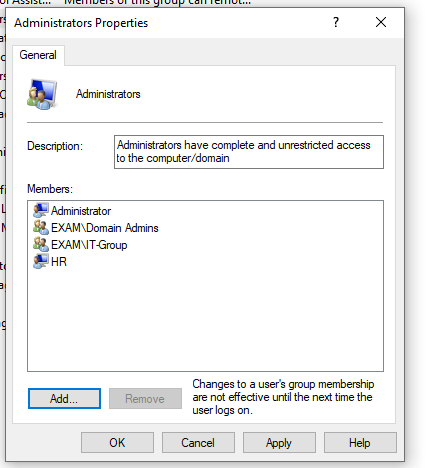 Members of this group can remot...
Administrators Properties
General
Administrators
Description:
Administrators have complete and unrestricted access
to the computer/domain
Members:
Administrator
EXAM\Domain Admins
EXAM\IT-Group
HR
Add...
Remove
Changes to a user's group membership
are not effective until the next time the
user logs on.
OK
Cancel
Apply
Help